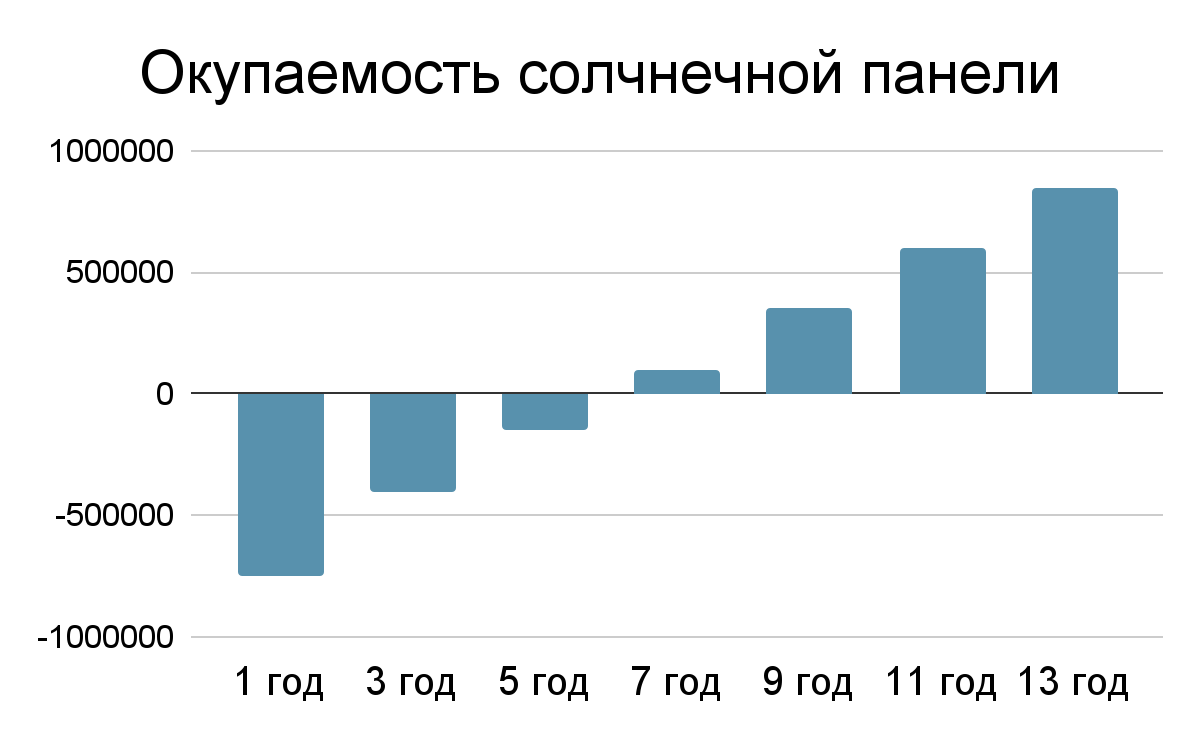 Окупаемость солчнечной панели
1000000
500000
0
-500000
-1000000
1 год 3 год 5 год 7 год 9 год 11 год 13 год